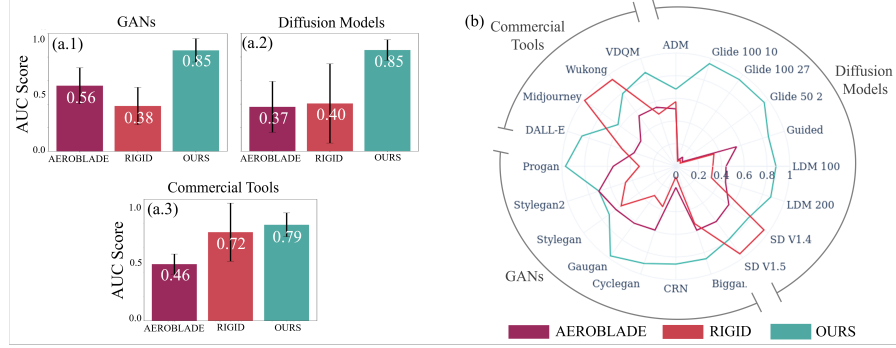 GANs
(a.1)
AUC Score
1.0
0.5
0.0
0.56
0.38
0.85
AEROBLADE RIGID OURS
Diffusion Models
(a.2)
1.0
0.5
0.0
0.37
0.40
0.85
AEROBLADE RIGID OURS
Commercial Tools
(a.3)
AUC Score
1.0
0.5
0.0
0.46
0.72
0.79
AEROBLADE RIGID OURS
(b)
Commercial
Tools
Diffusion
Models
GANs
ADM
Glide 100 10
Glide 100 27
Glide 50 2
Guided
LDM 100
LDM 200
SD V1.4
SD V1.5
Biggan
CRN
Cyclegan
Gaugan
Stylegan
Stylegan2
Progan
DALL-E
Midjourney
Wukong
VDQM
0 0.2 0.4 0.6 0.8 1
AEROBLADE RIGID OURS